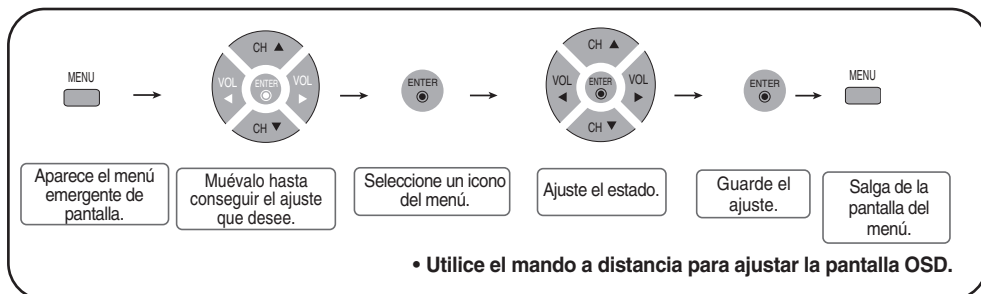 MENU
CH ▲
VOL ◄
ENTER
VOL ►
CH ▼
ENTER
CH ▲
VOL ◄
ENTER
VOL ►
CH ▼
ENTER
MENU
Aparece el menú
emergente de
pantalla.
Muévalo hasta
conseguir el ajuste
que desee.
Seleccione un icono
del menú.
Ajuste el estado.
Guarde el
ajuste.
Salga de la
pantalla del
menú.
• Utilice el mando a distancia para ajustar la pantalla OSD.